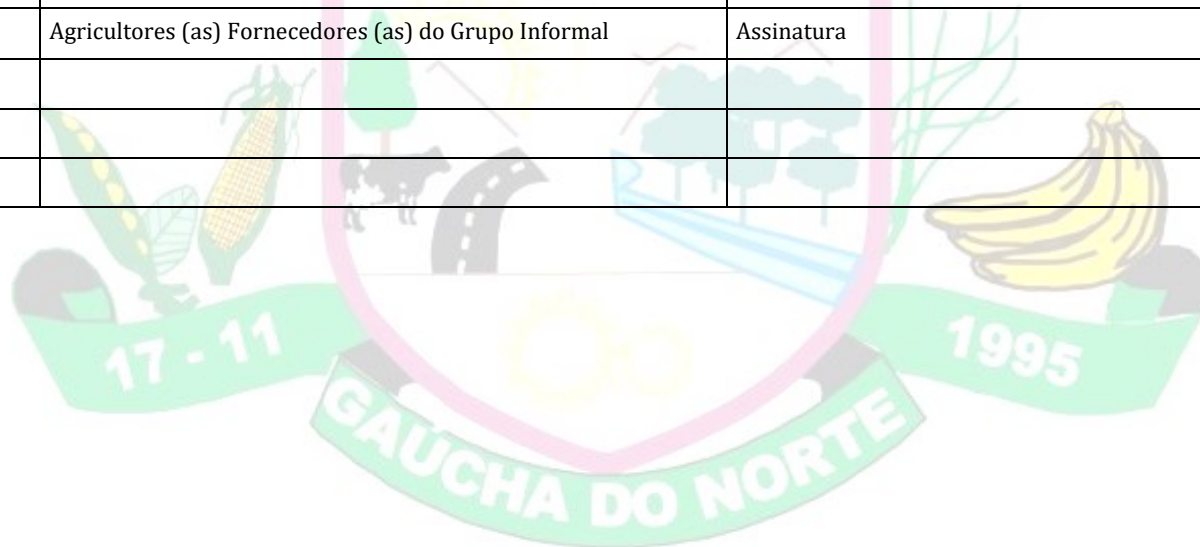 Agricultores (as) Fornecedores (as) do Grupo Informal
Assinatura
17 - 11
1995
GAÚCHA DO NORTE